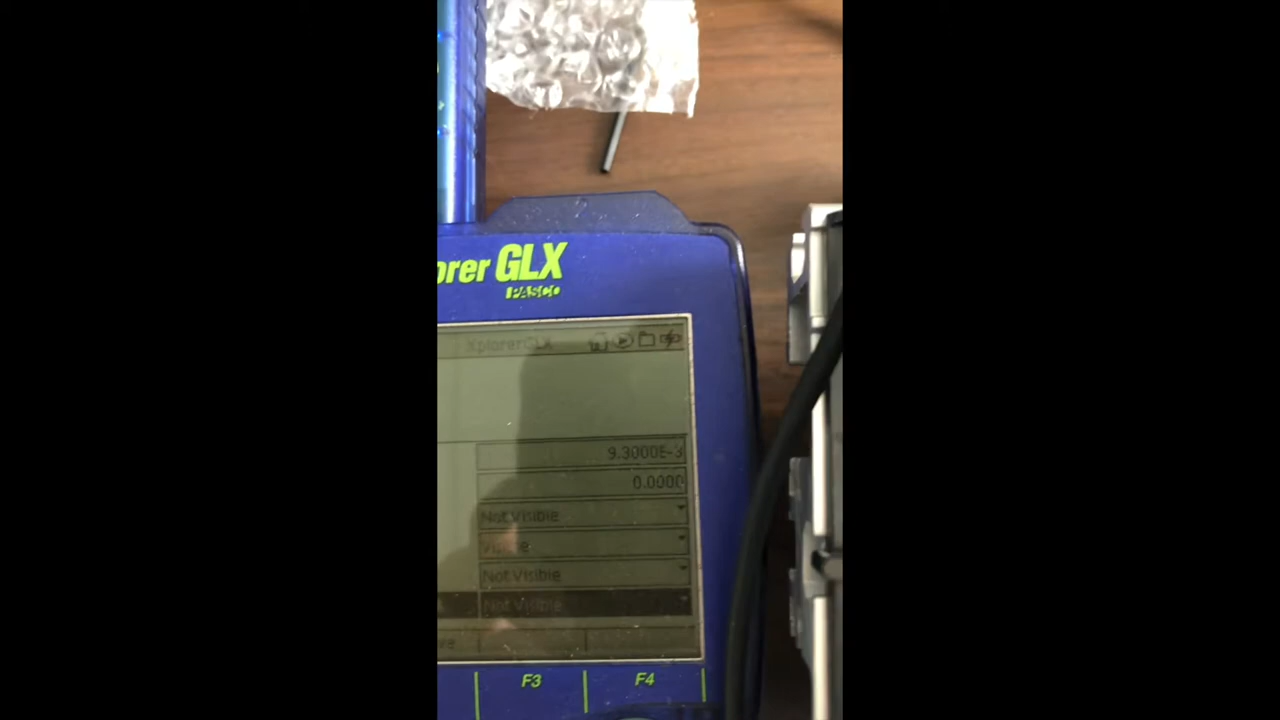 orer GLX
PASCO
XplorerGLX
9.3000E-3
0.0000
Not Visible
Visible
Not Visible
Not Visible
F3 F4